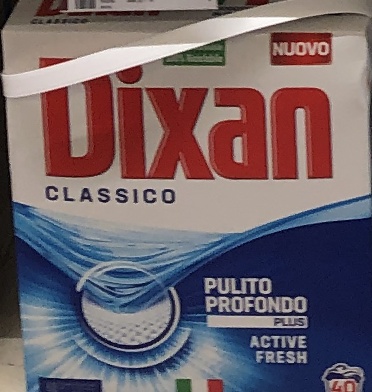 NUOVO
Dixan
CLASSICO
PULITO
PROFONDO
PLUS
ACTIVE
FRESH
40